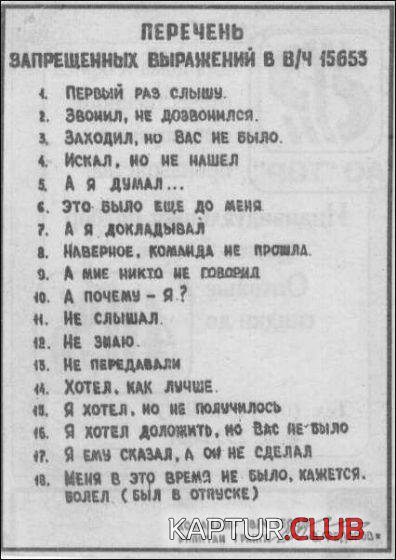 ПЕРЕЧЕНЬ
ЗАПРЕЩЕННЫХ ВЫРАЖЕНИЙ В В/Ч 15653
1. ПЕРВЫЙ РАЗ СЛЫШУ.
2. ЗВОНИЛ, НЕ ДОЗВОНИЛСЯ.
3. ЗАХОДИЛ, НО ВАС НЕ БЫЛО.
4. ИСКАЛ, НО НЕ НАШЕЛ
5. А Я ДУМАЛ...
6. ЭТО БЫЛО ЕЩЕ ДО МЕНЯ
7. А Я ДОКЛАДЫВАЛ
8. НАВЕРНОЕ, КОМАНДА НЕ ПРОШЛА.
9. А МНЕ НИКТО НЕ ГОВОРИЛ
10. А ПОЧЕМУ - Я?
11. НЕ СЛЫШАЛ.
12. НЕ ЗНАЮ.
13. НЕ ПЕРЕДАВАЛИ
14. ХОТЕЛ, КАК ЛУЧШЕ.
15. Я ХОТЕЛ, НО НЕ ПОЛУЧИЛОСЬ
16. Я ХОТЕЛ ДОЛОЖИТЬ, НО ВАС НЕ БЫЛО
17. Я ЕМУ СКАЗАЛ, А ОН НЕ СДЕЛАЛ
18. МЕНЯ В ЭТО ВРЕМЯ НЕ БЫЛО, КАЖЕТСЯ.
БОЛЕЛ (БЫЛ В ОТПУСКЕ)
KAPTUR.CLUB